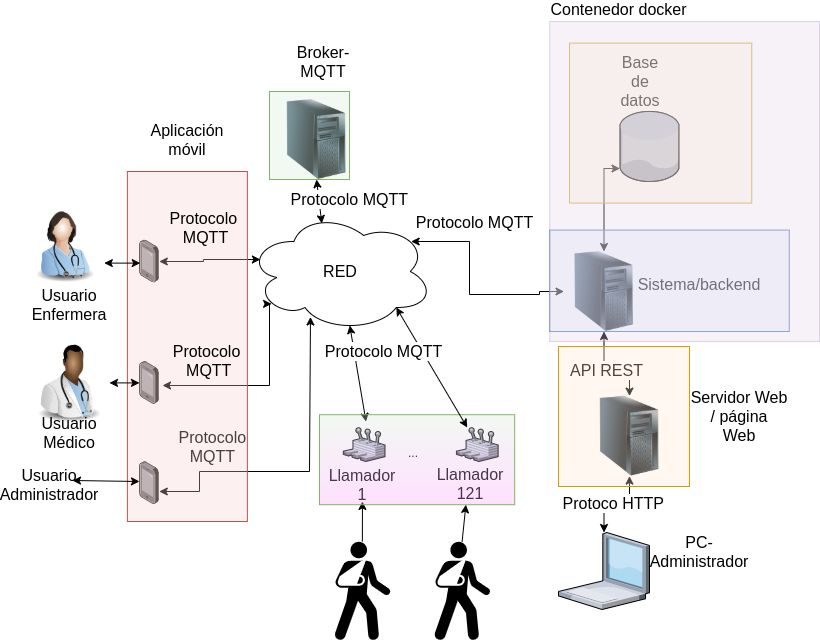 Contenedor docker
Broker-
MQTT
Base
de
datos
Aplicación
móvil
Protocolo MQTT
Protocolo
MQTT
Protocolo MQTT
RED
Sistema/backend
Usuario
Enfermera
Protocolo
MQTT
Protocolo MQTT
API REST
Servidor Web
/ página
Web
Usuario
Médico
Protocolo
MQTT
Usuario
Administrador
Llamador
1
...
Llamador
121
Protoco HTTP
PC-
Administrador